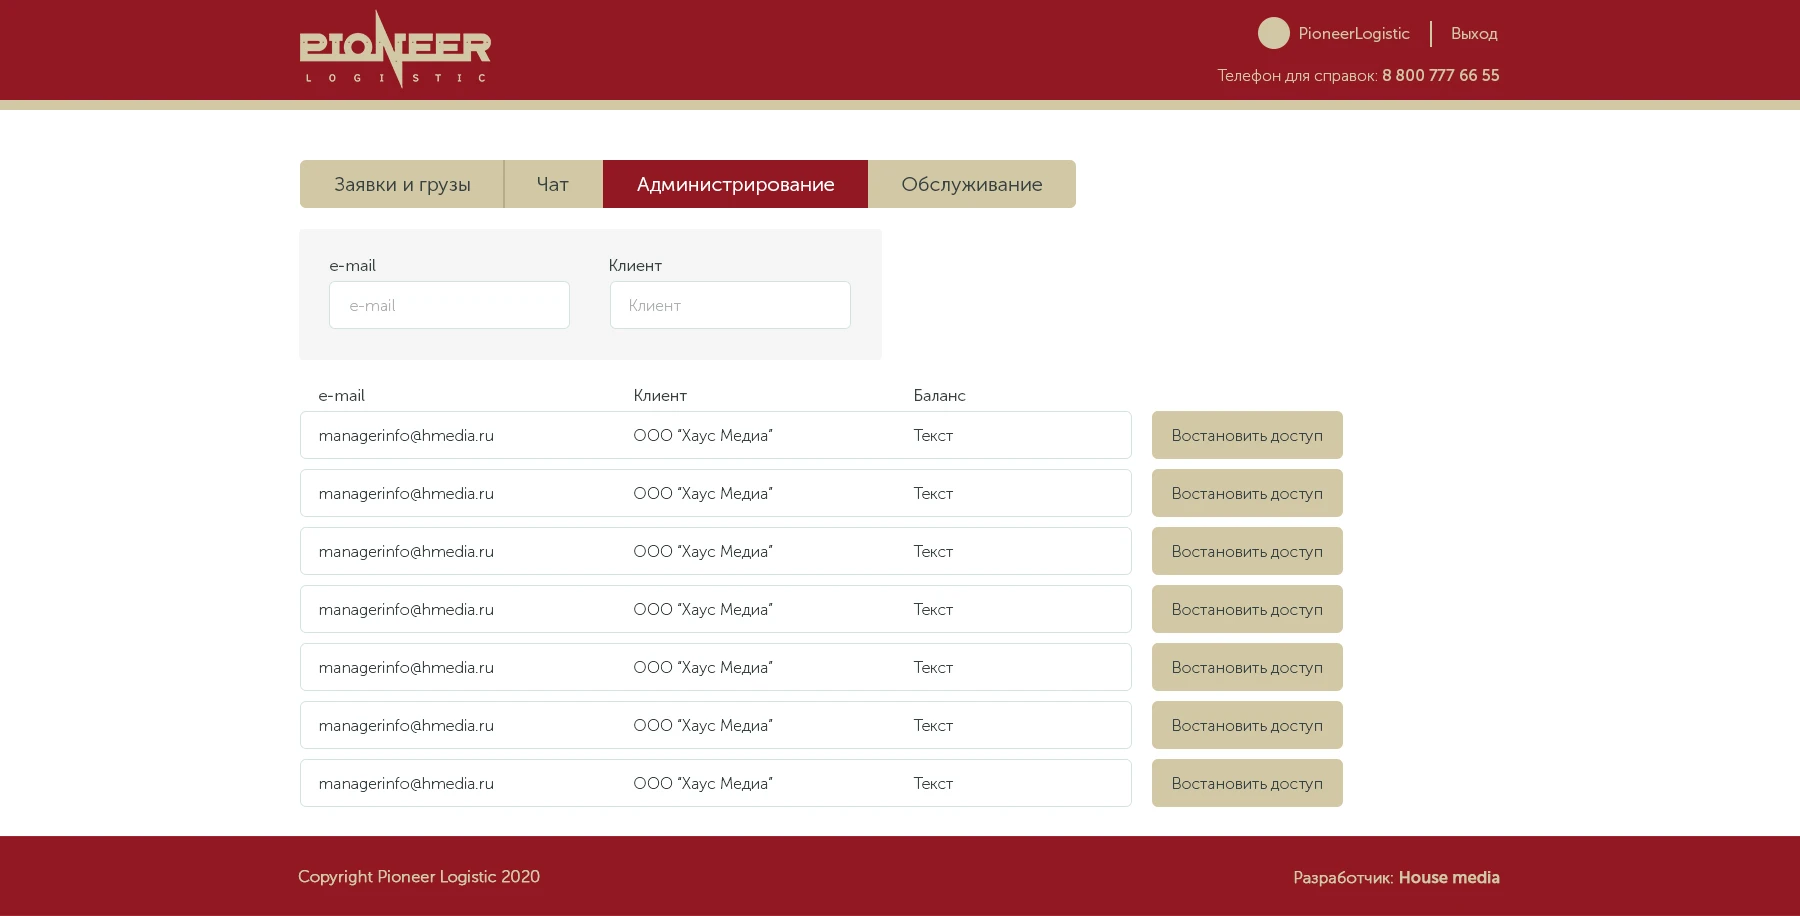 PIONEER
LOGISTIC
PioneerLogistic
Выход
Телефон для справок: 8 800 777 66 55
Заявки и грузы
Чат
Администрирование
Обслуживание
e-mail
Клиент
e-mail
Клиент
e-mail Клиент Баланс
managerinfo@hmedia.ru ООО “Хаус Медиа” Текст Востановить доступ
managerinfo@hmedia.ru ООО “Хаус Медиа” Текст Востановить доступ
managerinfo@hmedia.ru ООО “Хаус Медиа” Текст Востановить доступ
managerinfo@hmedia.ru ООО “Хаус Медиа” Текст Востановить доступ
managerinfo@hmedia.ru ООО “Хаус Медиа” Текст Востановить доступ
managerinfo@hmedia.ru ООО “Хаус Медиа” Текст Востановить доступ
managerinfo@hmedia.ru ООО “Хаус Медиа” Текст Востановить доступ
Copyright Pioneer Logistic 2020
Разработчик: House media